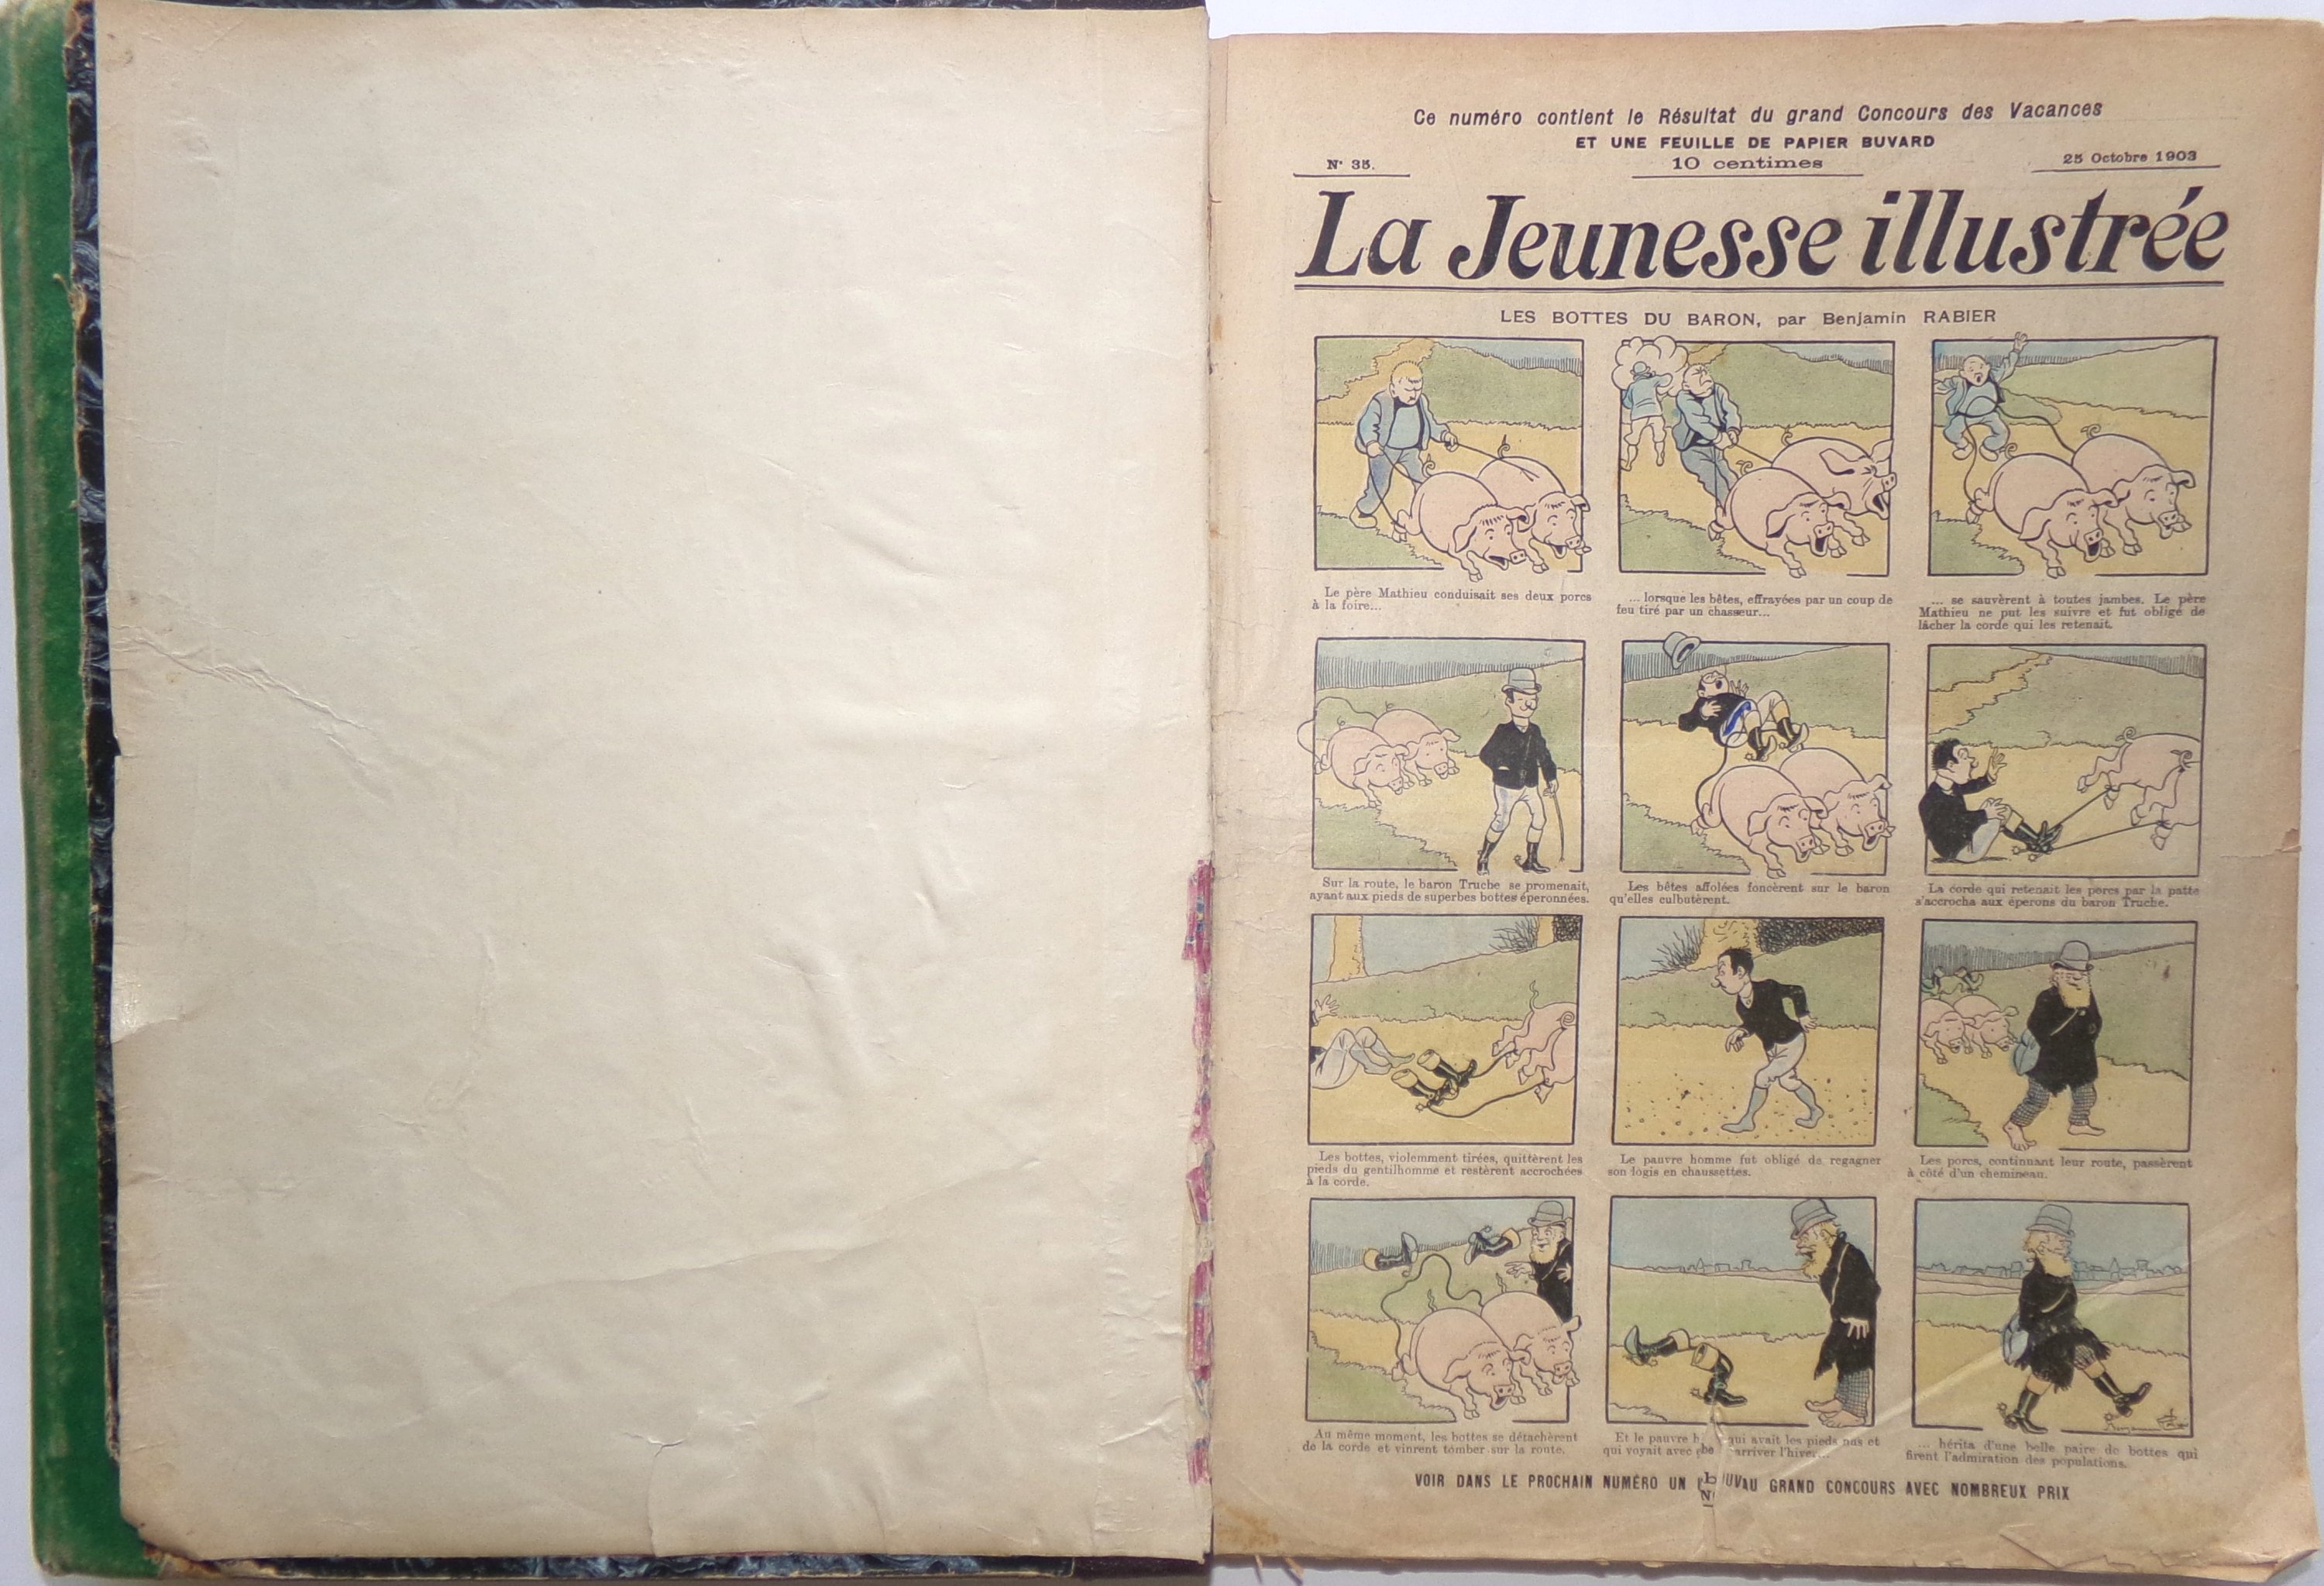 Ce numéro contient le Résultat du grand Concours des Vacances
ET UNE FEUILLE DE PAPIER BUVARD
N° 35.
10 centimes
25 Octobre 1903
La Jeunesse illustrée
LES BOTTES DU BARON, par Benjamin RABIER
Le père Mathieu conduisait ses deux porcs
à la foire...
... lorsque les bêtes, effrayées par un coup de
feu tiré par un chasseur...
... se sauvèrent à toutes jambes. Le père
Mathieu ne put les suivre et fut obligé de
lâcher la corde qui les retenait.
Sur la route, le baron Truche se promenait,
ayant aux pieds de superbes bottes éperonnées.
Les bêtes affolées foncèrent sur le baron
qu'elles culbutèrent.
La corde qui retenait les porcs par la patte
s'accrocha aux éperons du baron Truche.
Les bottes, violemment tirées, quittèrent les
pieds du gentilhomme et restèrent accrochées
à la corde.
Le pauvre homme fut obligé de regagner
son logis en chaussettes.
Les porcs, continuant leur route, passèrent
à côté d'un chemineau.
Au même moment, les bottes se détachèrent
de la corde et vinrent tomber sur la route.
Et le pauvre qui avait les pieds nus et
qui voyait avec arriver l'hiver...
... hérita d'une belle paire de bottes qui
firent l'admiration des populations.
VOIR DANS LE PROCHAIN NUMÉRO UN GRAND CONCOURS AVEC NOMBREUX PRIX